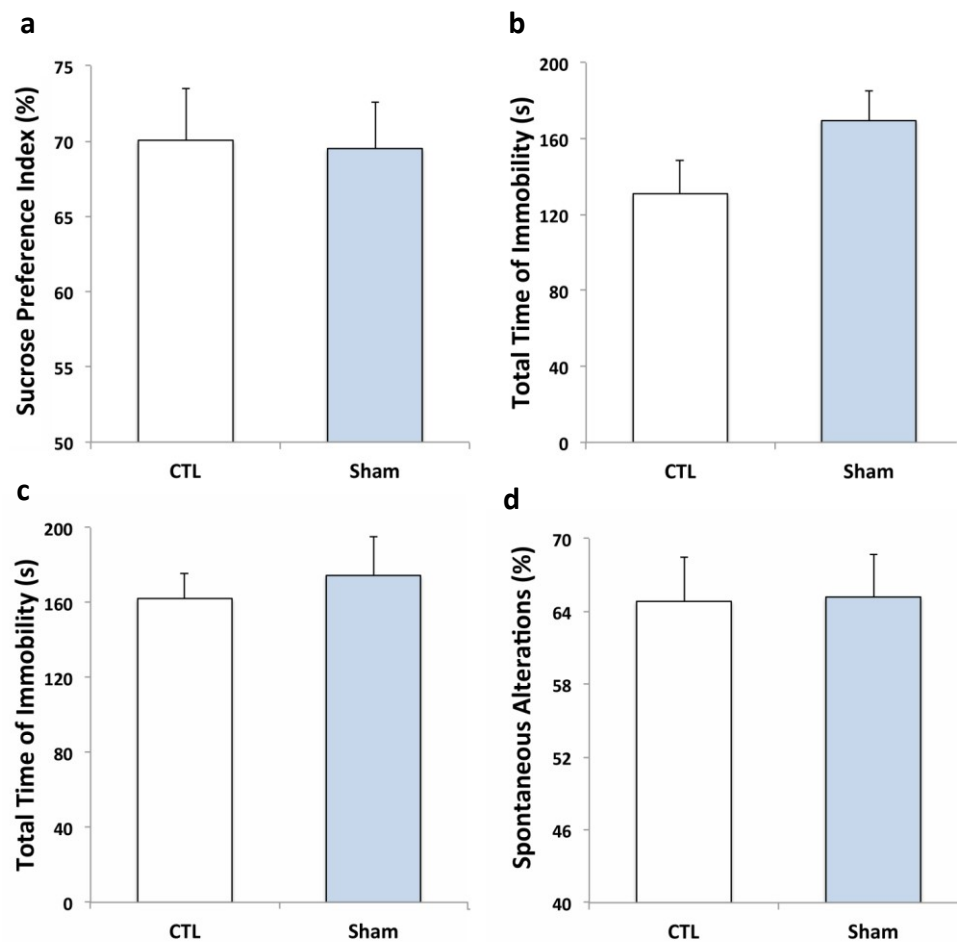 a
Sucrose Preference Index (%)
75
70
65
60
55
50
CTL
Sham
b
Total Time of Immobility (s)
200
160
120
80
40
0
CTL
Sham
c
Total Time of Immobility (s)
200
160
120
80
40
0
CTL
Sham
d
Spontaneous Alterations (%)
70
64
58
52
46
40
CTL
Sham